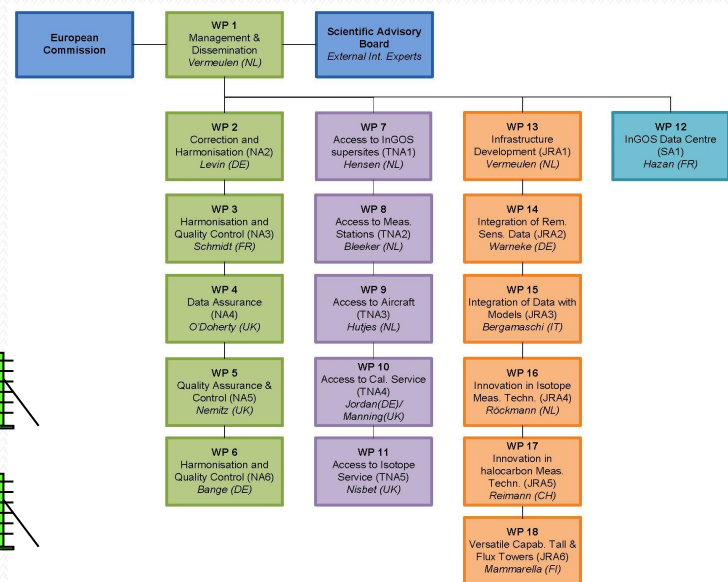 European
Commission
WP 1
Management &
Dissemination
Vermeulen (NL)
Scientific Advisory
Board
External Int. Experts
WP 2
Correction and
Harmonisation (NA2)
Levin (DE)
WP 3
Harmonisation and
Quality Control (NA3)
Schmidt (FR)
WP 4
Data Assurance
(NA4)
O'Doherty (UK)
WP 5
Quality Assurance &
Control (NA5)
Nemitz (UK)
WP 6
Harmonisation and
Quality Control (NA6)
Bange (DE)
WP 7
Access to InGOS
supersites (TNA1)
Hensen (NL)
WP 8
Access to Meas.
Stations (TNA2)
Bleeker (NL)
WP 9
Access to Aircraft
(TNA3)
Hutjes (NL)
WP 10
Access to Cal. Service
(TNA4)
Jordan(DE)/
Manning(UK)
WP 11
Access to Isotope
Service (TNA5)
Nisbet (UK)
WP 13
Infrastructure
Development (JRA1)
Vermeulen (NL)
WP 14
Integration of Rem.
Sens. Data (JRA2)
Warneke (DE)
WP 15
Integration of Data with
Models (JRA3)
Bergamaschi (IT)
WP 16
Innovation in Isotope
Meas. Techn. (JRA4)
Röckmann (NL)
WP 17
Innovation in
halocarbon Meas.
Techn. (JRA5)
Reimann (CH)
WP 18
Versatile Capab. Tall &
Flux Towers (JRA6)
Mammarella (FI)
WP 12
InGOS Data Centre
(SA1)
Hazan (FR)